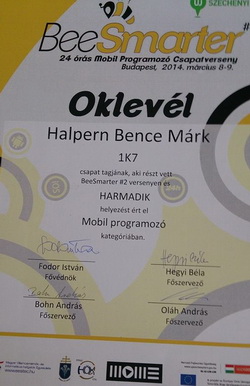 SZÉCHENYI
BeeSmarter #
24 órás Mobil Programozó Csapatverseny
Budapest, 2014. március 8-9.
Oklevél
Halpern Bence Márk
1K7
csapat tagjának, aki részt vett
BeeSmarter #2 versenyen és
HARMADIK
helyezést ért el
Mobil programozó
kategóriában.
Fodor István
Fővédnök
Hegyi Béla
Főszervező
Bohn András
Főszervező
Oláh András
Főszervező